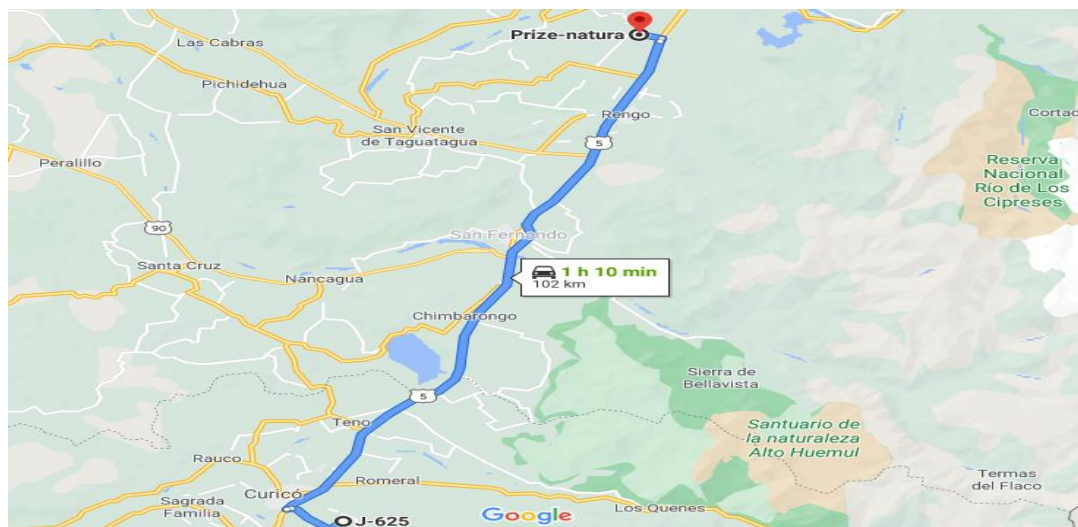 Prize-natura
Las Cabras
Pichidehua
Cortad
Rengo
San Vicente
de Taguatagua
5
Peralillo
Reserva
Nacional
Río de Los
Cipreses
90
San Fernando
Santa Cruz
Nancagua
1 h 10 min
102 km
Chimbarongo
Sierra de
Bellavista
5
Teno
Santuario de
la naturaleza
Alto Huemul
Rauco
Romeral
Termas
del Flaco
Curicó
Sagrada
Familia
J-625
Google
Los Quenes